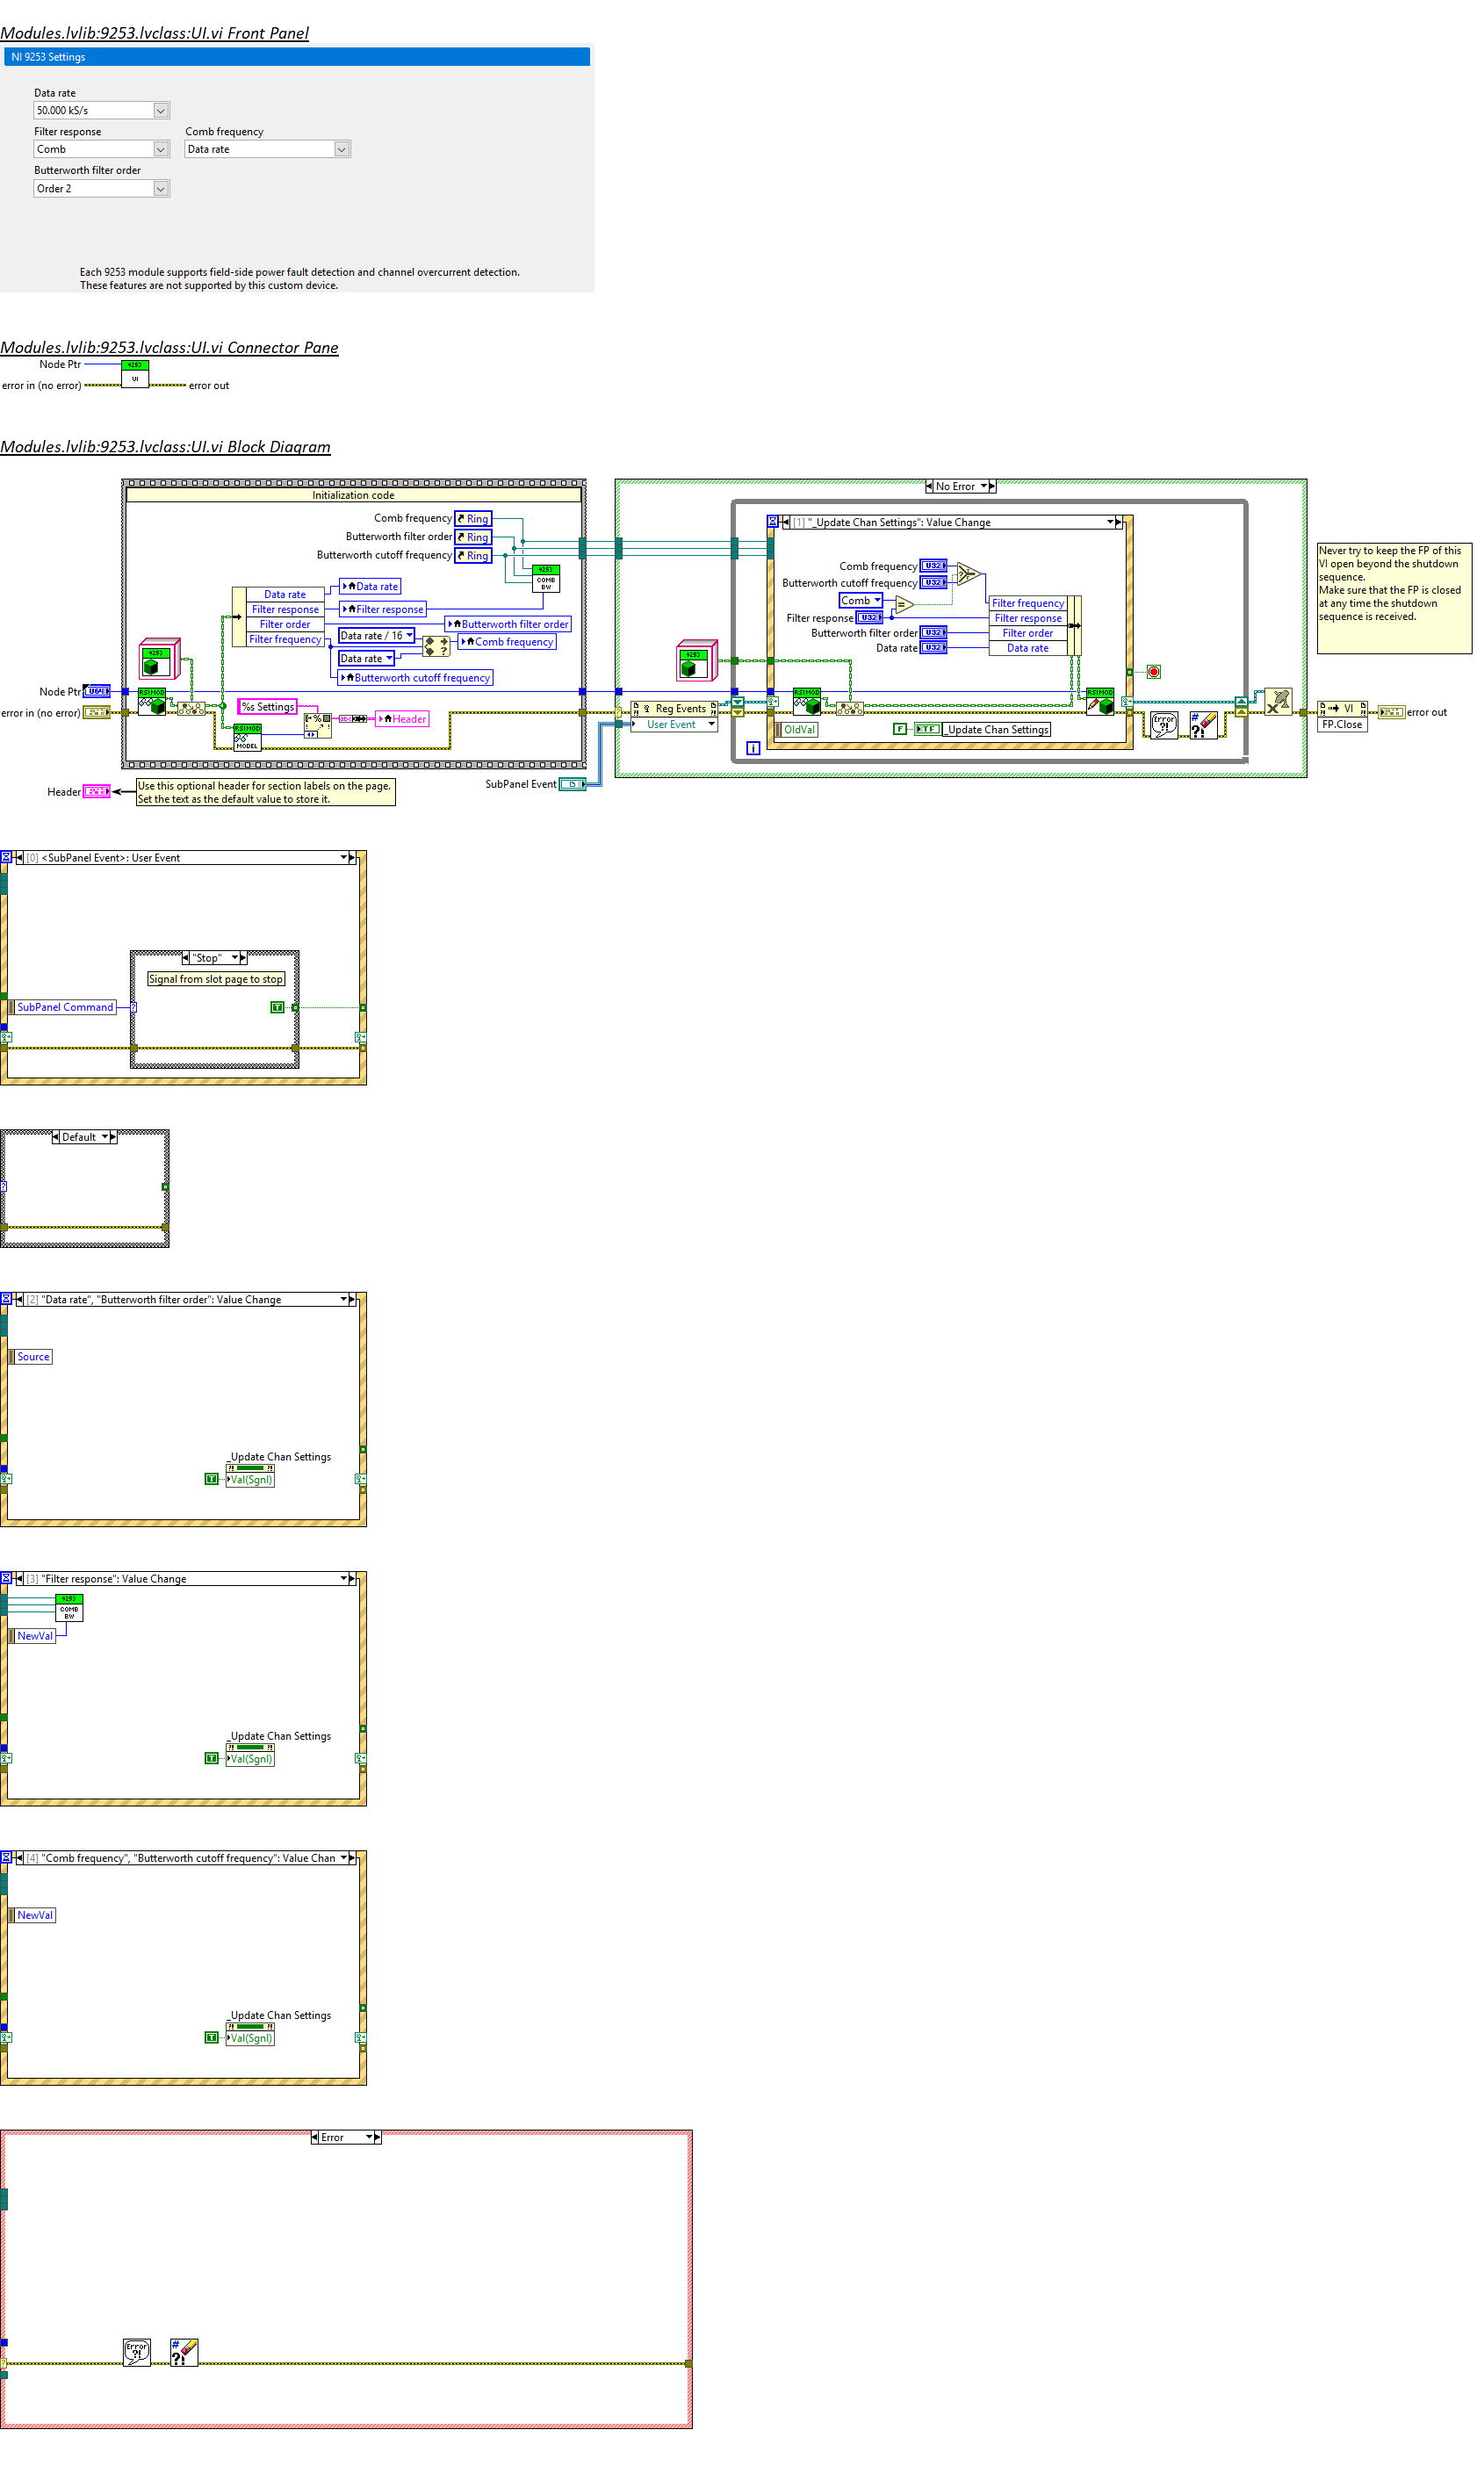 Modules.lvlib:9253.lvclass:UI.vi Front Panel
NI 9253 Settings
Data rate
50.000 kS/s
Filter response
Comb frequency
Comb
Data rate
Butterworth filter order
Order 2
Each 9253 module supports field-side power fault detection and channel overcurrent detection.
These features are not supported by this custom device.
Modules.lvlib:9253.lvclass:UI.vi Connector Pane
Node Ptr
9253
UI
error in (no error)
error out
Modules.lvlib:9253.lvclass:UI.vi Block Diagram
Initialization code
Comb frequency
Ring
Butterworth filter order
Ring
Butterworth cutoff frequency
Ring
9253
COMB
BW
Data rate
Data rate
Filter response
Filter response
Filter order
Butterworth filter order
Filter frequency
Data rate / 16
Comb frequency
Data rate
Butterworth cutoff frequency
9253
Node Ptr
U64
RSIMOD
%s Settings
Header
error in (no error)
RSIMOD
MODEL
Header
Use this optional header for section labels on the page.
Set the text as the default value to store it.
SubPanel Event
No Error
[1] "_Update Chan Settings": Value Change
Comb frequency
U32
Butterworth cutoff frequency
U32
Comb
Filter response
U32
Butterworth filter order
U32
Data rate
U32
Filter frequency
Filter response
Filter order
Data rate
9253
RSIMOD
RSIMOD
Reg Events
User Event
OldVal
F
TF
_Update Chan Settings
i
Error
?!
#
?!
VI
FP.Close
error out
Never try to keep the FP of this
VI open beyond the shutdown
sequence.
Make sure that the FP is closed
at any time the shutdown
sequence is received.
[0] <SubPanel Event>: User Event
"Stop"
Signal from slot page to stop
SubPanel Command
?
T
Default
?
[2] "Data rate", "Butterworth filter order": Value Change
Source
_Update Chan Settings
T
Val(Sgnl)
[3] "Filter response": Value Change
9253
COMB
BW
NewVal
_Update Chan Settings
T
Val(Sgnl)
[4] "Comb frequency", "Butterworth cutoff frequency": Value Chan
NewVal
_Update Chan Settings
T
Val(Sgnl)
Error
Error
?!
#
?!